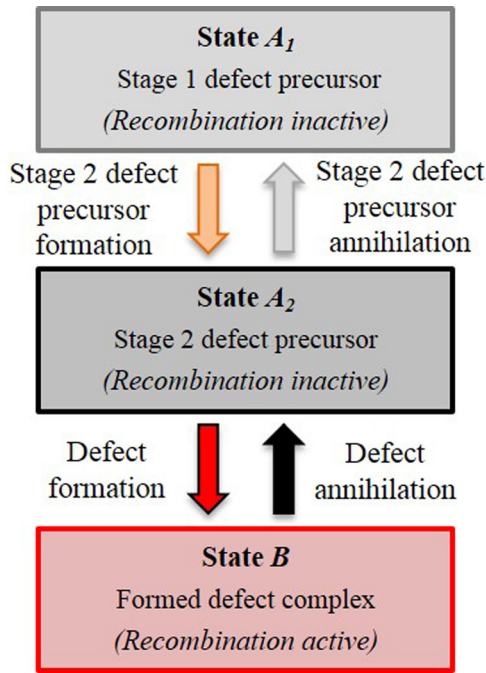 State A₁
Stage 1 defect precursor
(Recombination inactive)
Stage 2 defect
precursor
formation
Stage 2 defect
precursor
annihilation
State A₂
Stage 2 defect precursor
(Recombination inactive)
Defect
formation
Defect
annihilation
State B
Formed defect complex
(Recombination active)